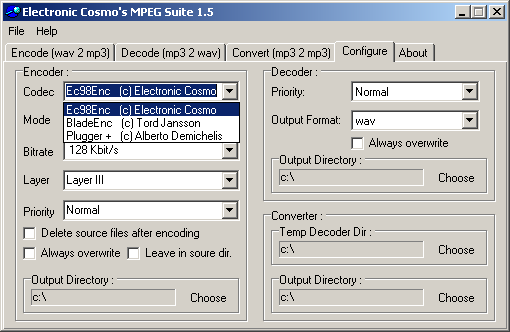 Electronic Cosmo's MPEG Suite 1.5
File Help
Encode (wav 2 mp3) Decode (mp3 2 wav) Convert (mp3 2 mp3) Configure About
Encoder :
Codec Ec98Enc (c) Electronic Cosmo
Ec98Enc (c) Electronic Cosmo
BladeEnc (c) Tord Jansson
Plugger + (c) Alberto Demichelis
Mode
Bitrate 128 Kbit/s
Layer Layer III
Priority Normal
Delete source files after encoding
Always overwrite Leave in soure dir.
Output Directory :
c:\ Choose
Decoder :
Priority: Normal
Output Format: wav
Always overwrite
Output Directory :
c:\ Choose
Converter :
Temp Decoder Dir :
c:\ Choose
Output Directory :
c:\ Choose